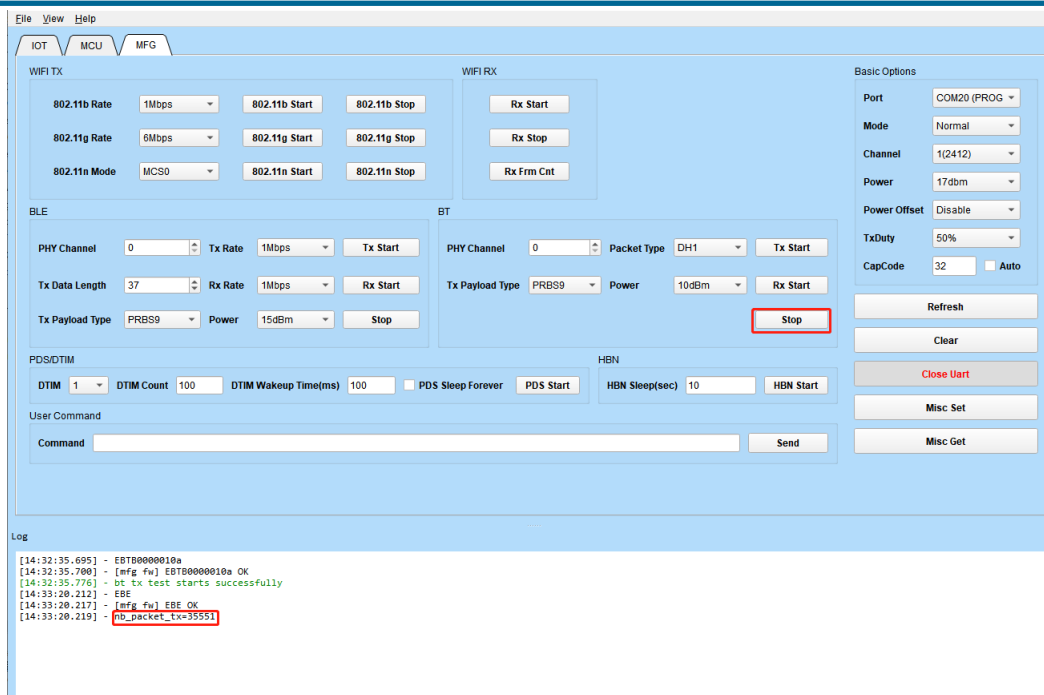 File View Help
IOT MCU MFG
WIFI TX
802.11b Rate 1Mbps 802.11b Start 802.11b Stop
802.11g Rate 6Mbps 802.11g Start 802.11g Stop
802.11n Mode MCS0 802.11n Start 802.11n Stop
WIFI RX
Rx Start
Rx Stop
Rx Frm Cnt
BLE
PHY Channel 0 Tx Rate 1Mbps Tx Start
Tx Data Length 37 Rx Rate 1Mbps Rx Start
Tx Payload Type PRBS9 Power 15dBm Stop
BT
PHY Channel 0 Packet Type DH1 Tx Start
Tx Payload Type PRBS9 Power 10dBm Rx Start
Stop
PDS/DTIM
DTIM 1 DTIM Count 100 DTIM Wakeup Time(ms) 100 PDS Sleep Forever PDS Start
HBN
HBN Sleep(sec) 10 HBN Start
User Command
Command Send
Basic Options
Port COM20 (PROG
Mode Normal
Channel 1(2412)
Power 17dbm
Power Offset Disable
TxDuty 50%
CapCode 32 Auto
Refresh
Clear
Close Uart
Misc Set
Misc Get
Log
[14:32:35.695] - EBTB0000010a
[14:32:35.700] - [mfg fw] EBTB0000010a OK
[14:32:35.776] - bt tx test starts successfully
[14:33:20.212] - EBE
[14:33:20.217] - [mfg fw] EBE OK
[14:33:20.219] - nb_packet_tx=35551